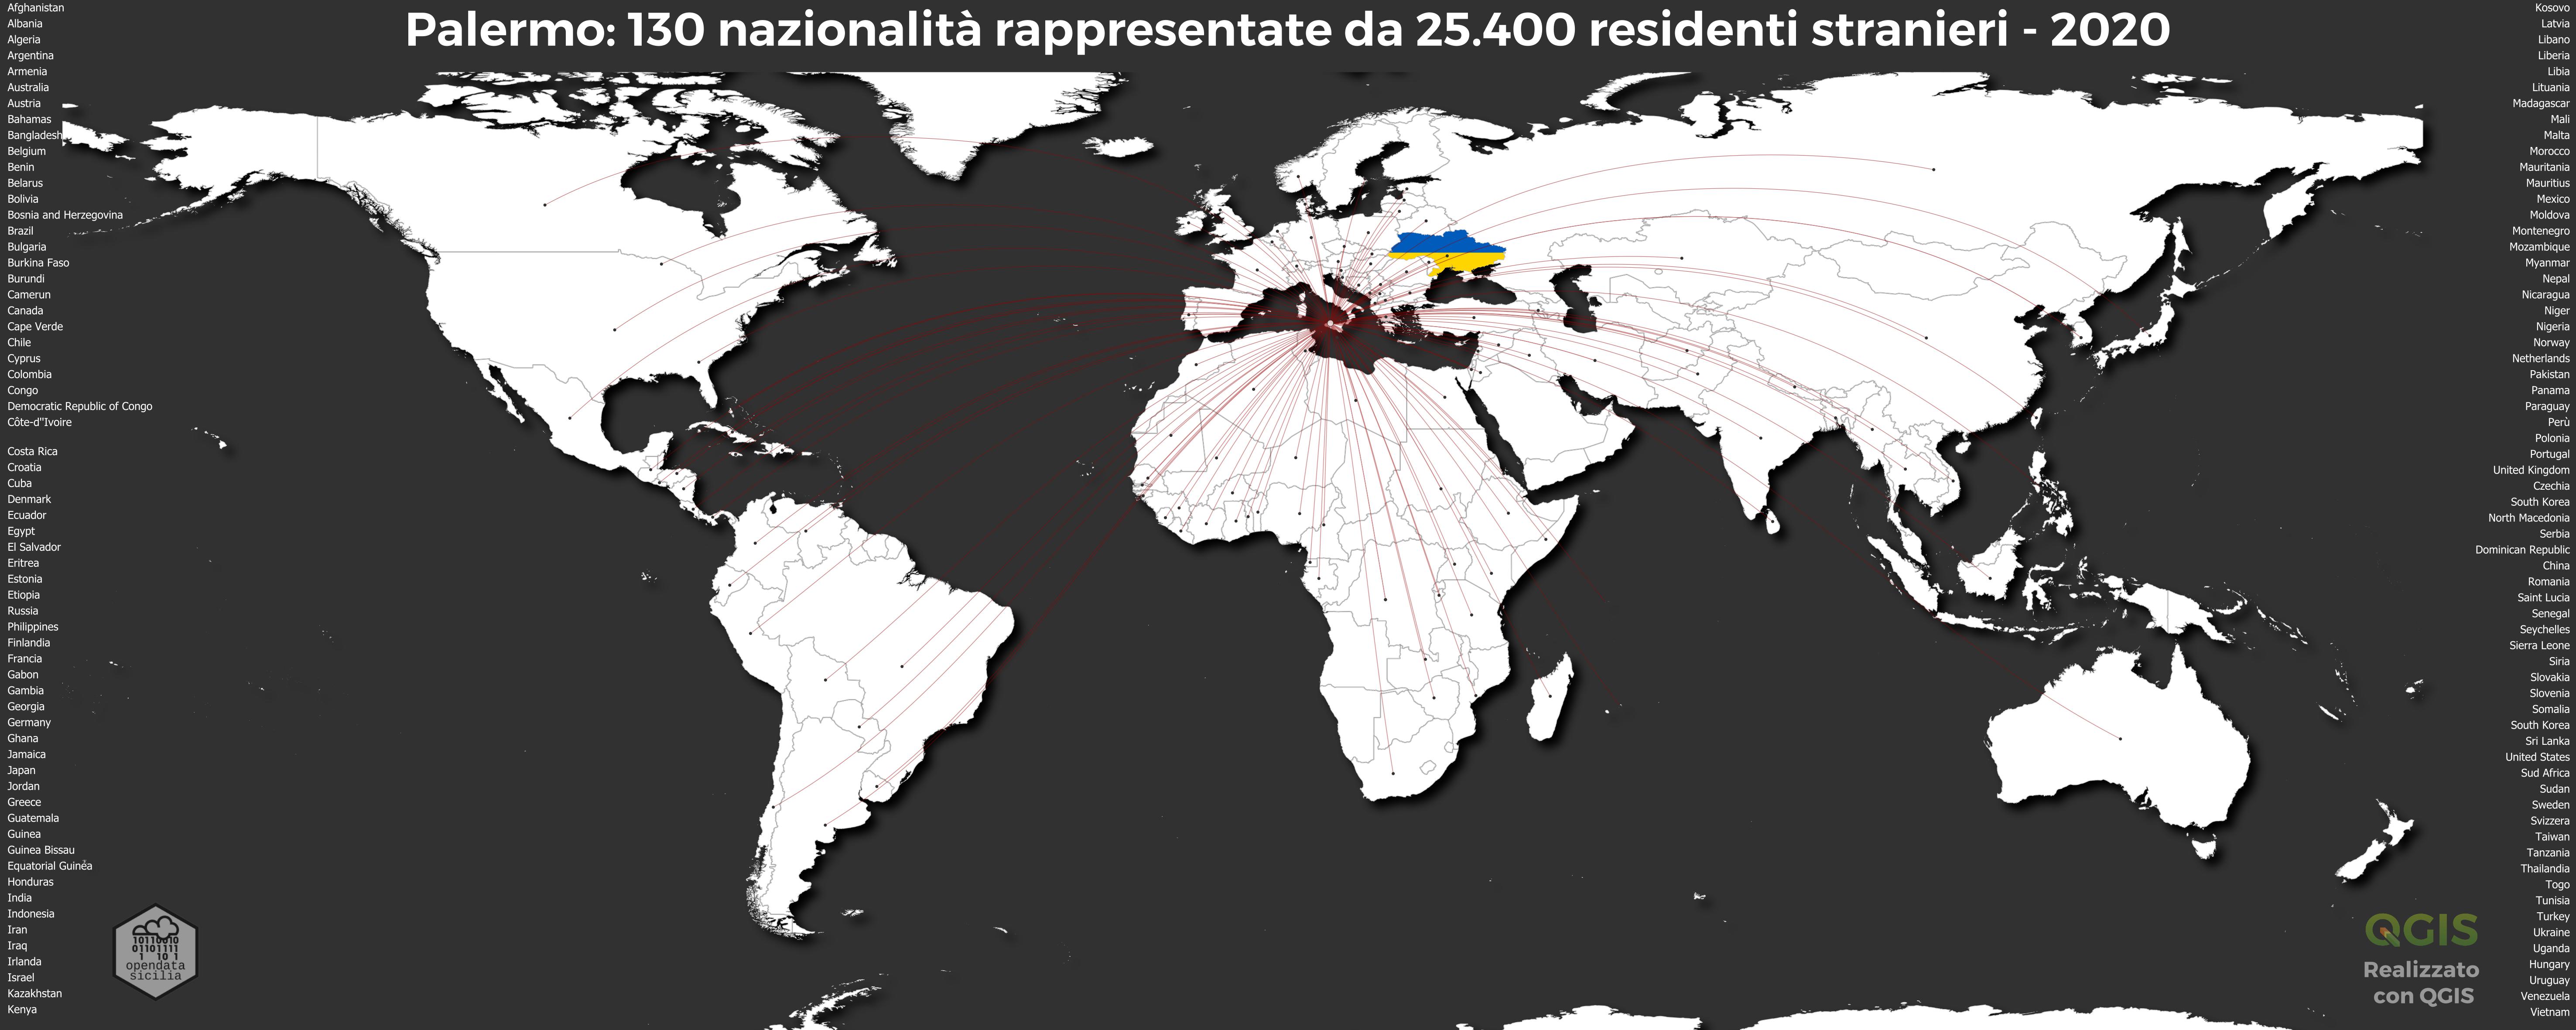 Palermo: 130 nazionalità rappresentate da 25.400 residenti stranieri - 2020
Afghanistan
Albania
Algeria
Argentina
Armenia
Australia
Austria
Bahamas
Bangladesh
Belgium
Benin
Belarus
Bolivia
Bosnia and Herzegovina
Brazil
Bulgaria
Burkina Faso
Burundi
Camerun
Canada
Cape Verde
Chile
Cyprus
Colombia
Congo
Democratic Republic of Congo
Côte-d''Ivoire
Costa Rica
Croatia
Cuba
Denmark
Ecuador
Egypt
El Salvador
Eritrea
Estonia
Etiopia
Russia
Philippines
Finlandia
Francia
Gabon
Gambia
Georgia
Germany
Ghana
Jamaica
Japan
Jordan
Greece
Guatemala
Guinea
Guinea Bissau
Equatorial Guinẻa
Honduras
India
Indonesia
Iran
Iraq
Irlanda
Israel
Kazakhstan
Kenya
Kosovo
Latvia
Libano
Liberia
Libia
Lituania
Madagascar
Mali
Malta
Morocco
Mauritania
Mauritius
Mexico
Moldova
Montenegro
Mozambique
Myanmar
Nepal
Nicaragua
Niger
Nigeria
Norway
Netherlands
Pakistan
Panama
Paraguay
Perù
Polonia
Portugal
United Kingdom
Czechia
South Korea
North Macedonia
Serbia
Dominican Republic
China
Romania
Saint Lucia
Senegal
Seychelles
Sierra Leone
Siria
Slovakia
Slovenia
Somalia
South Korea
Sri Lanka
United States
Sud Africa
Sudan
Sweden
Svizzera
Taiwan
Tanzania
Thailandia
Togo
Tunisia
Turkey
Ukraine
Uganda
Hungary
Uruguay
Venezuela
Vietnam
10110010
01101111
1 10 1
opendata
sicilia
QGIS
Realizzato
con QGIS